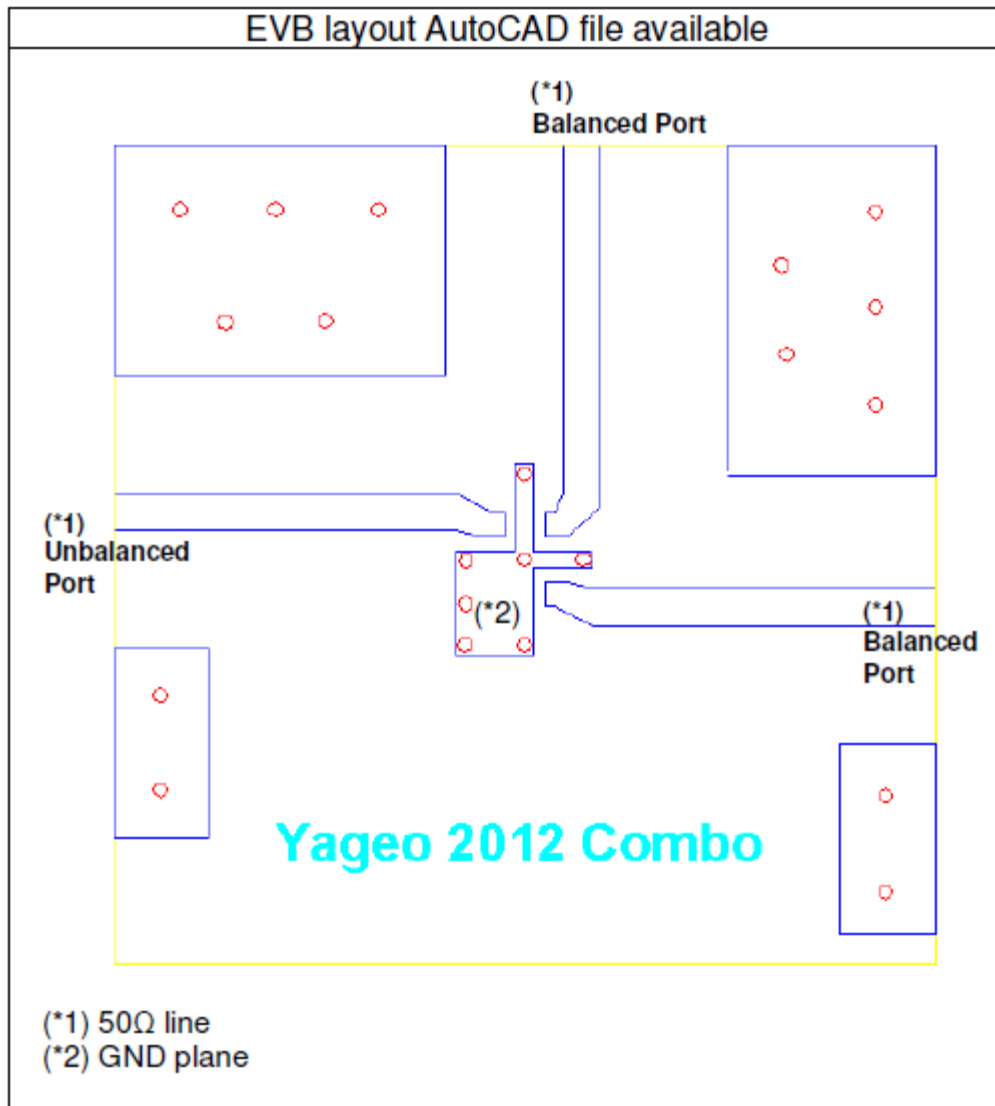 EVB layout AutoCAD file available
(*1)
Balanced Port
(*1)
Unbalanced
Port
(*2)
(*1)
Balanced
Port
Yageo 2012 Combo
(*1) 50Ω line
(*2) GND plane